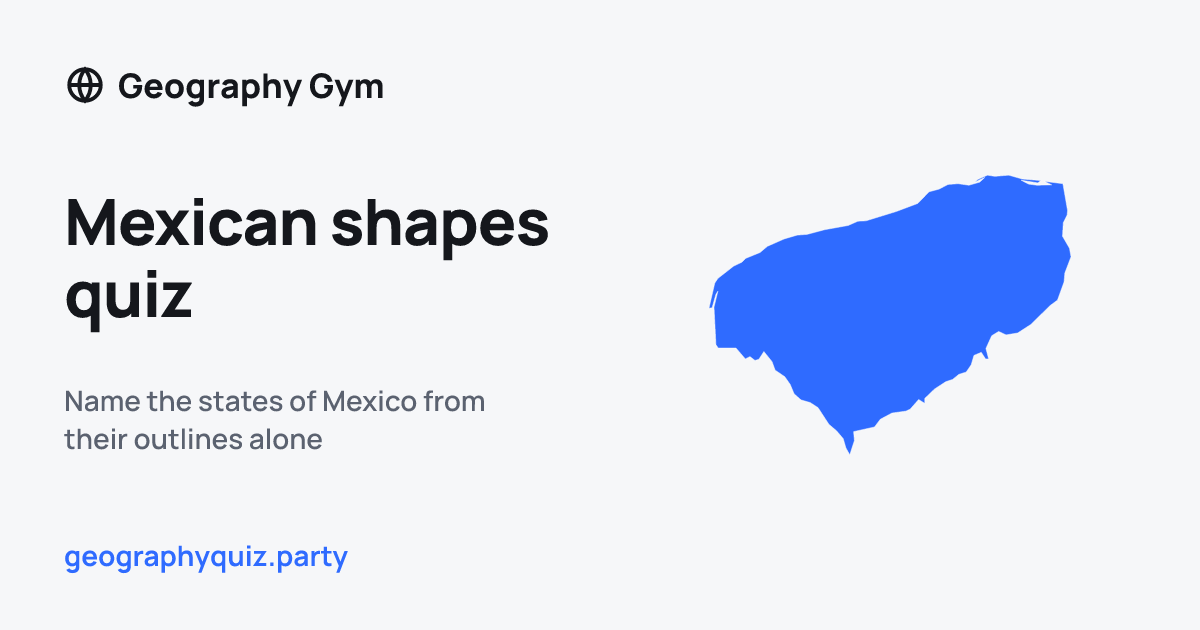 Geography Gym
Mexican shapes
quiz
Name the states of Mexico from
their outlines alone
geographyquiz.party